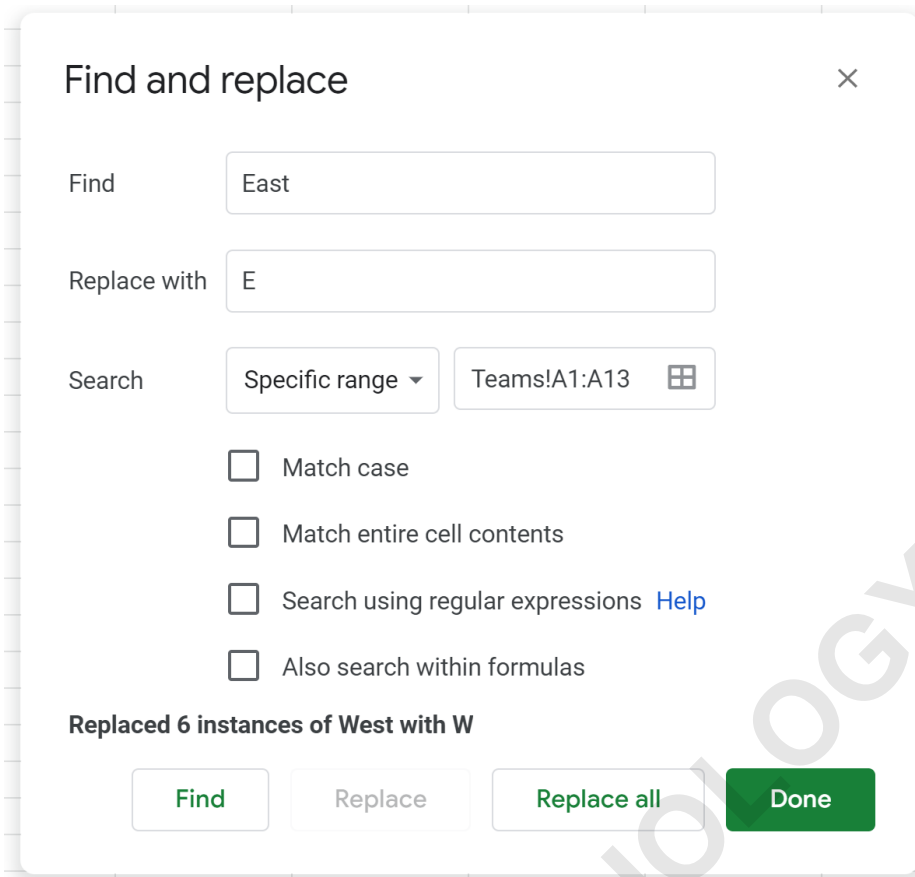 Find and replace
Find
East
Replace with
E
Search
Specific range
Teams!A1:A13
Match case
Match entire cell contents
Search using regular expressions Help
Also search within formulas
Replaced 6 instances of West with W
Find
Replace
Replace all
Done